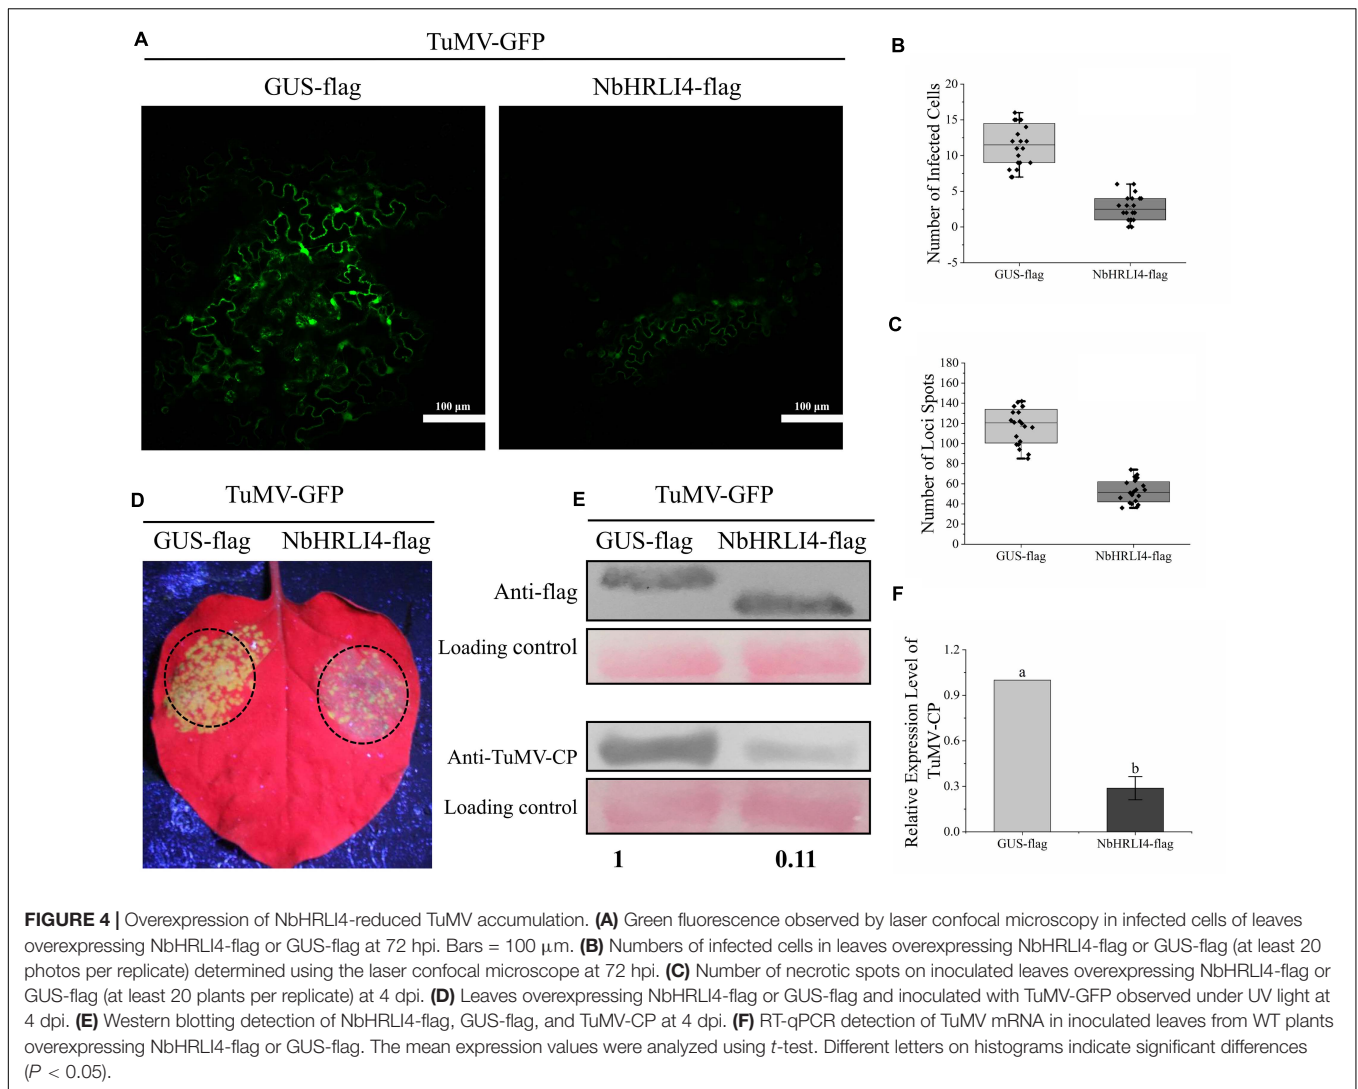 A
TuMV-GFP
GUS-flag NbHRLI4-flag
100 μm 100 μm
B
Number of Infected Cells
20
15
10
5
0
-5
GUS-flag NbHRLI4-flag
C
Number of Loci Spots
180
160
140
120
100
80
60
40
20
0
GUS-flag NbHRLI4-flag
D
TuMV-GFP
GUS-flag NbHRLI4-flag
E
TuMV-GFP
GUS-flag NbHRLI4-flag
Anti-flag
Loading control
Anti-TuMV-CP
Loading control
1 0.11
F
Relative Expression Level of
TuMV-CP
1.2
0.9
0.6
0.3
0.0
a
b
GUS-flag NbHRLI4-flag
FIGURE 4 | Overexpression of NbHRLI4-reduced TuMV accumulation. (A) Green fluorescence observed by laser confocal microscopy in infected cells of leaves
overexpressing NbHRLI4-flag or GUS-flag at 72 hpi. Bars = 100 μm. (B) Numbers of infected cells in leaves overexpressing NbHRLI4-flag or GUS-flag (at least 20
photos per replicate) determined using the laser confocal microscope at 72 hpi. (C) Number of necrotic spots on inoculated leaves overexpressing NbHRLI4-flag or
GUS-flag (at least 20 plants per replicate) at 4 dpi. (D) Leaves overexpressing NbHRLI4-flag or GUS-flag and inoculated with TuMV-GFP observed under UV light at
4 dpi. (E) Western blotting detection of NbHRLI4-flag, GUS-flag, and TuMV-CP at 4 dpi. (F) RT-qPCR detection of TuMV mRNA in inoculated leaves from WT plants
overexpressing NbHRLI4-flag or GUS-flag. The mean expression values were analyzed using t-test. Different letters on histograms indicate significant differences
(P < 0.05).